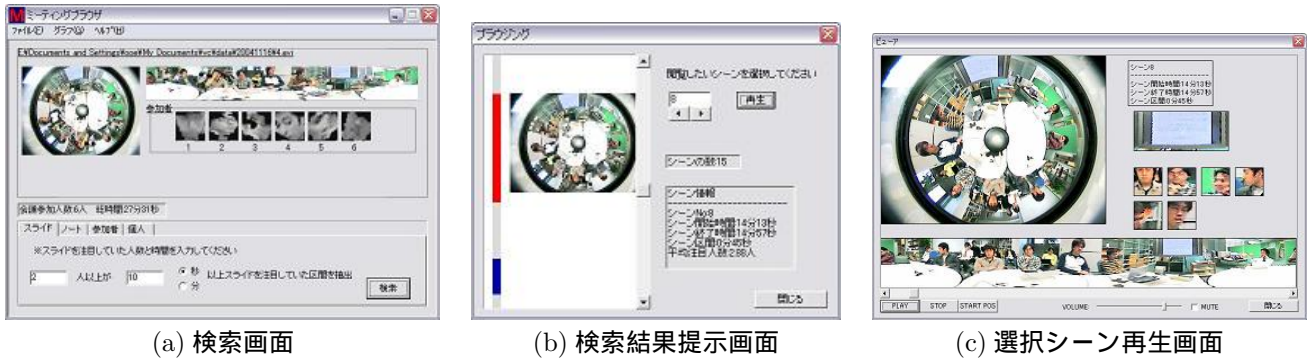 ミーティングブラウザ
ファイル(F) グラフ(G) ヘルプ(H)
E:¥Documents and Settings¥ooe¥My Documents¥vc¥data¥20041116¥4.avi
参加者
1 2 3 4 5 6
会議参加人数6人 総時間27分31秒
スライド ノート 参加者 個人
※スライドを注目していた人数と時間を入力してください
2 人以上が 10 秒 以上スライドを注目していた区間を抽出
分
検索
(a) 検索画面
ブラウジング
閲覧したいシーンを選択してください
8 再生
シーンの数15
シーン情報
シーンNo8
シーン開始時間14分13秒
シーン終了時間14分57秒
シーン区間0分45秒
平均注目人数2.88人
閉じる
(b) 検索結果提示画面
ビューア
シーン8
シーン開始時間14分13秒
シーン終了時間14分57秒
シーン区間0分45秒
PLAY STOP START POS VOLUME MUTE 閉じる
(c) 選択シーン再生画面